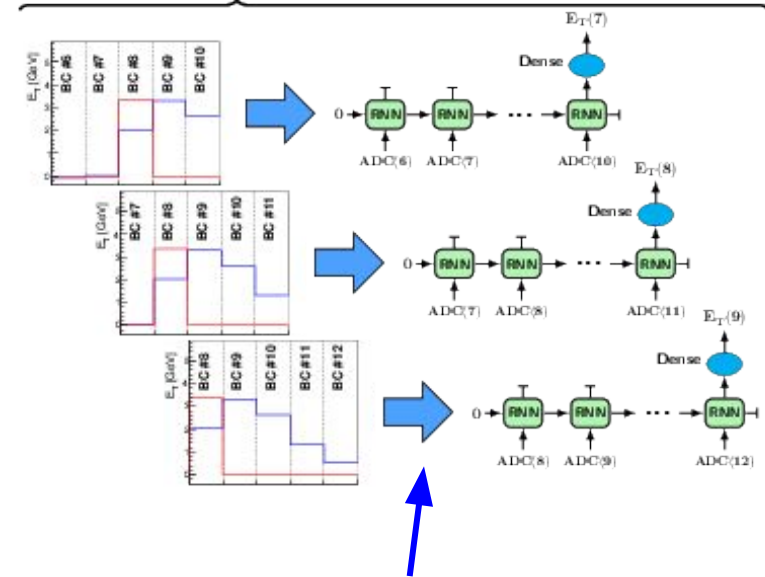 E_T(7)
Dense
E_T [GeV]
BC #6
BC #7
BC #8
BC #9
BC #10
0
RNN
RNN
...
RNN
ADC(6)
ADC(7)
ADC(10)
E_T(8)
Dense
E_T [GeV]
BC #7
BC #8
BC #9
BC #10
BC #11
0
RNN
RNN
...
RNN
ADC(7)
ADC(8)
ADC(11)
E_T(9)
Dense
E_T [GeV]
BC #8
BC #9
BC #10
BC #11
BC #12
0
RNN
RNN
...
RNN
ADC(8)
ADC(9)
ADC(12)